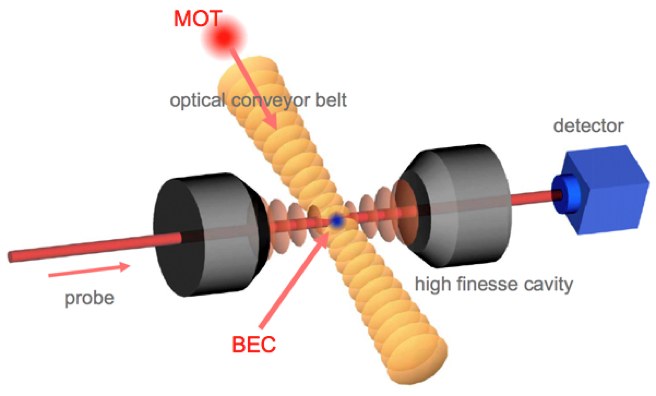 MOT
optical conveyor belt
detector
probe
high finesse cavity
BEC